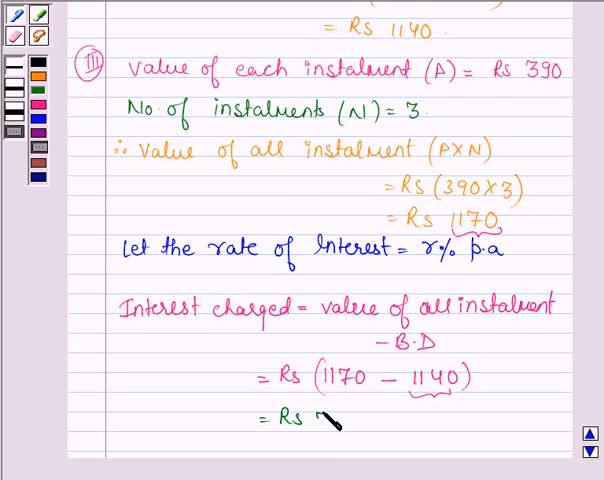 = Rs 1140.
III Value of each instalment (A) = Rs 390
No. of instalments (N) = 3.
∴ Value of all instalment (A×N)
= Rs (390×3)
= Rs 1170.
Let the rate of Interest = r% p.a
Interest charged = value of all instalment
- B.D
= Rs (1170 - 1140)
= Rs